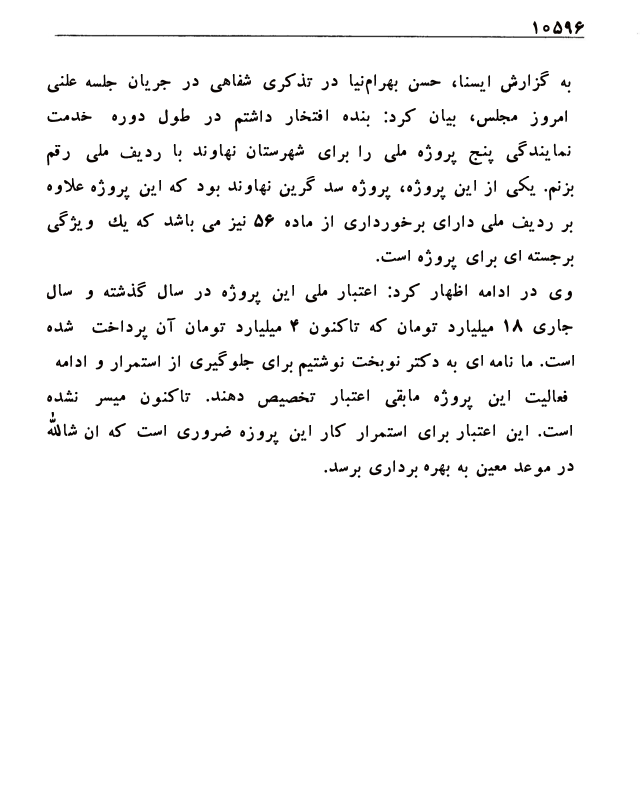 ۱۰۵۹۶
به گزارش ایسنا، حسن بهرام‌نیا در تذکری شفاهی در جریان جلسه علنی
امروز مجلس، بیان کرد: بنده افتخار داشتم در طول دوره خدمت
نمایندگی پنج پروژه ملی را برای شهرستان نهاوند با ردیف ملی رقم
بزنم. یکی از این پروژه، پروژه سد گرین نهاوند بود که این پروژه علاوه
بر ردیف ملی دارای برخورداری از ماده ۵۶ نیز می باشد که یك ویژگی
برجسته ای برای پروژه است.
وی در ادامه اظهار کرد: اعتبار ملی این پروژه در سال گذشته و سال
جاری ۱۸ میلیارد تومان که تاکنون ۴ میلیارد تومان آن پرداخت شده
است. ما نامه ای به دکتر نوبخت نوشتیم برای جلوگیری از استمرار و ادامه
فعالیت این پروژه مابقی اعتبار تخصیص دهند. تاکنون میسر نشده
است. این اعتبار برای استمرار کار این پروزه ضروری است که ان شالله
در موعد معین به بهره برداری برسد.